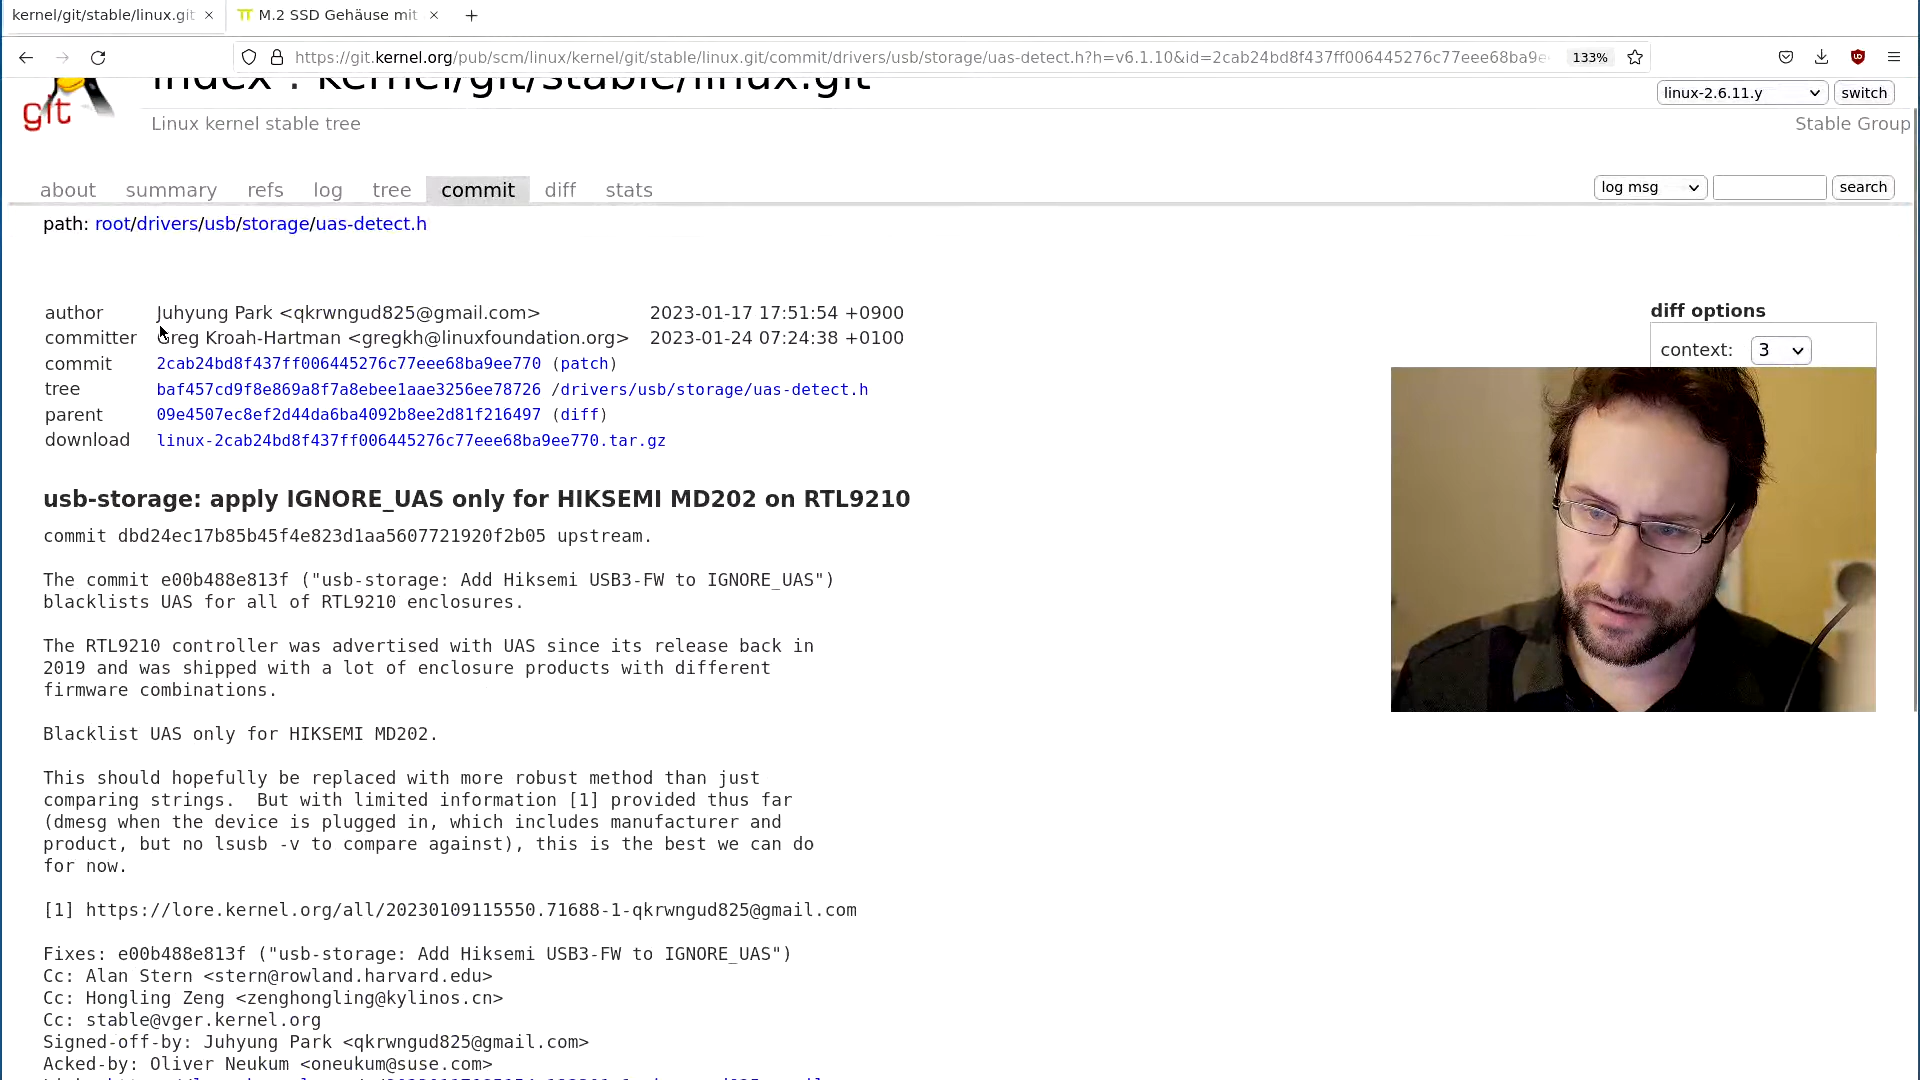 kernel/git/stable/linux.git
M.2 SSD Gehäuse mit
https://git.kernel.org/pub/scm/linux/kernel/git/stable/linux.git/commit/drivers/usb/storage/uas-detect.h?h=v6.1.10&id=2cab24bd8f437ff006445276c77eee68ba9e
133%
index : kernel/git/stable/linux.git
linux-2.6.11.y
switch
git
Linux kernel stable tree
Stable Group
about summary refs log tree commit diff stats
log msg
search
path: root/drivers/usb/storage/uas-detect.h
author Juhyung Park <qkrwngud825@gmail.com> 2023-01-17 17:51:54 +0900
committer Greg Kroah-Hartman <gregkh@linuxfoundation.org> 2023-01-24 07:24:38 +0100
commit 2cab24bd8f437ff006445276c77eee68ba9ee770 (patch)
tree baf457cd9f8e869a8f7a8ebee1aae3256ee78726 /drivers/usb/storage/uas-detect.h
parent 09e4507ec8ef2d44da6ba4092b8ee2d81f216497 (diff)
download linux-2cab24bd8f437ff006445276c77eee68ba9ee770.tar.gz
diff options
context: 3
usb-storage: apply IGNORE_UAS only for HIKSEMI MD202 on RTL9210
commit dbd24ec17b85b45f4e823d1aa5607721920f2b05 upstream.
The commit e00b488e813f ("usb-storage: Add Hiksemi USB3-FW to IGNORE_UAS")
blacklists UAS for all of RTL9210 enclosures.
The RTL9210 controller was advertised with UAS since its release back in
2019 and was shipped with a lot of enclosure products with different
firmware combinations.
Blacklist UAS only for HIKSEMI MD202.
This should hopefully be replaced with more robust method than just
comparing strings.  But with limited information [1] provided thus far
(dmesg when the device is plugged in, which includes manufacturer and
product, but no lsusb -v to compare against), this is the best we can do
for now.
[1] https://lore.kernel.org/all/20230109115550.71688-1-qkrwngud825@gmail.com
Fixes: e00b488e813f ("usb-storage: Add Hiksemi USB3-FW to IGNORE_UAS")
Cc: Alan Stern <stern@rowland.harvard.edu>
Cc: Hongling Zeng <zenghongling@kylinos.cn>
Cc: stable@vger.kernel.org
Signed-off-by: Juhyung Park <qkrwngud825@gmail.com>
Acked-by: Oliver Neukum <oneukum@suse.com>